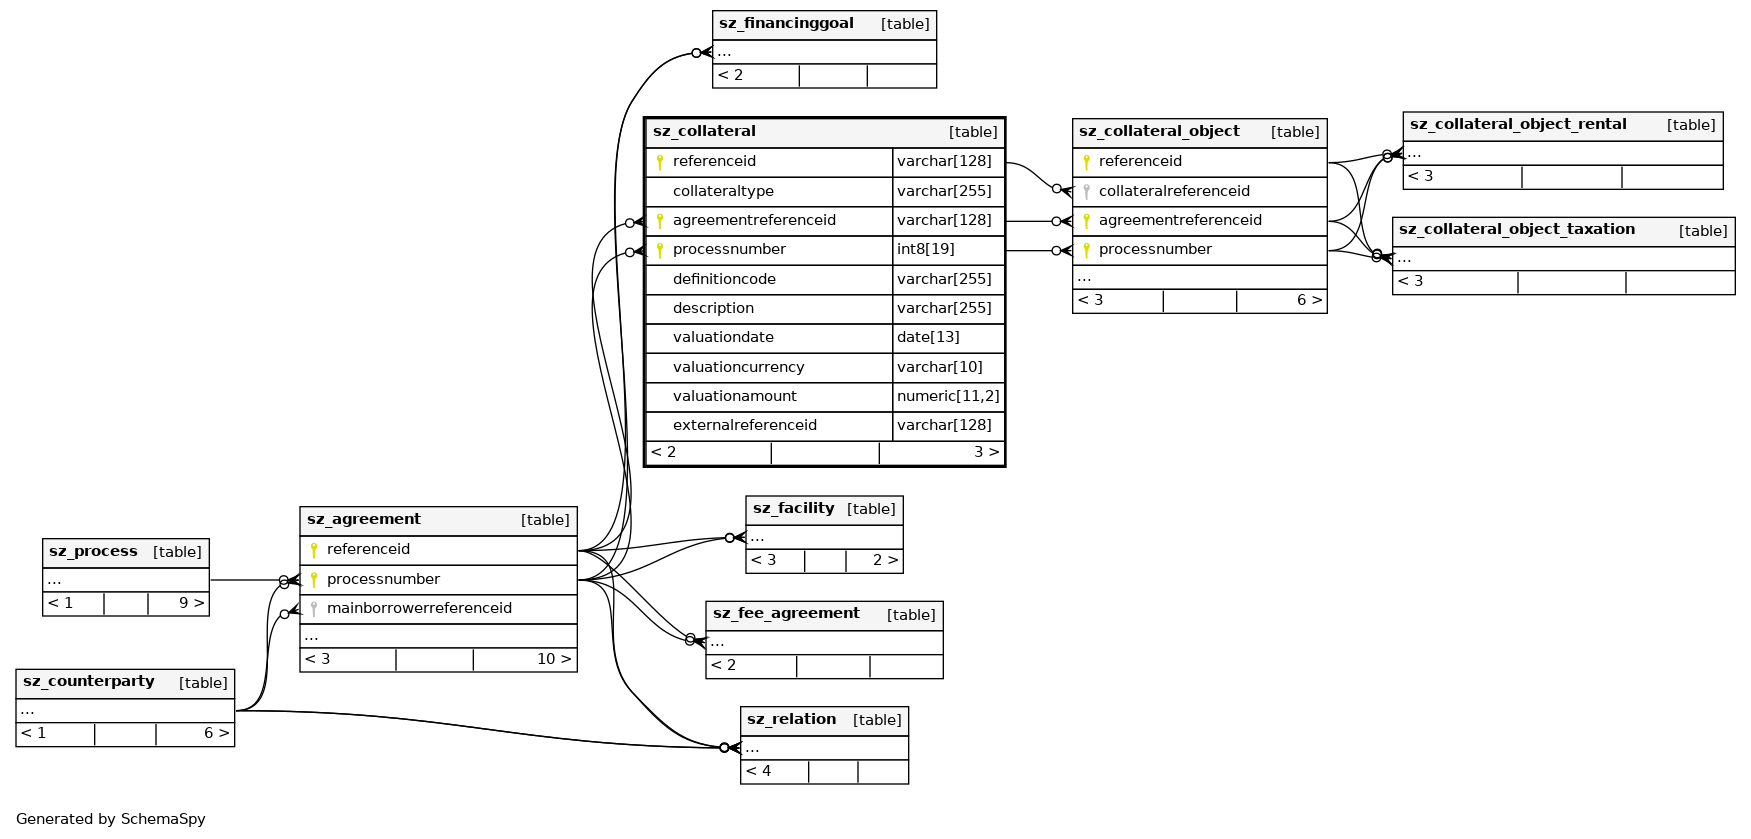 sz_financinggoal [table]
...
< 2
sz_collateral [table]
referenceid varchar[128]
collateraltype varchar[255]
agreementreferenceid varchar[128]
processnumber int8[19]
definitioncode varchar[255]
description varchar[255]
valuationdate date[13]
valuationcurrency varchar[10]
valuationamount numeric[11,2]
externalreferenceid varchar[128]
< 2 3 >
sz_collateral_object [table]
referenceid
collateralreferenceid
agreementreferenceid
processnumber
...
< 3 6 >
sz_collateral_object_rental [table]
...
< 3
sz_collateral_object_taxation [table]
...
< 3
sz_agreement [table]
referenceid
processnumber
mainborrowerreferenceid
...
< 3 10 >
sz_process [table]
...
< 1 9 >
sz_counterparty [table]
...
< 1 6 >
sz_facility [table]
...
< 3 2 >
sz_fee_agreement [table]
...
< 2
sz_relation [table]
...
< 4
Generated by SchemaSpy